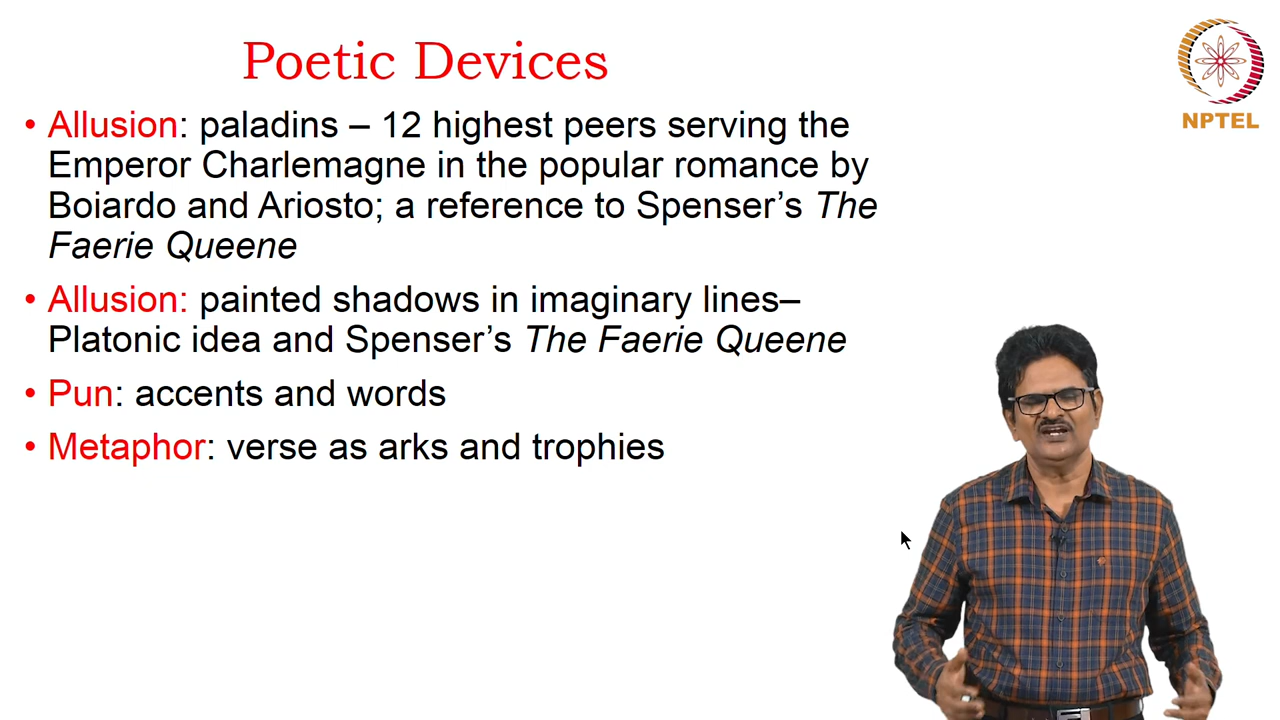 Poetic Devices
• Allusion: paladins – 12 highest peers serving the
Emperor Charlemagne in the popular romance by
Boiardo and Ariosto; a reference to Spenser’s The
Faerie Queene
• Allusion: painted shadows in imaginary lines–
Platonic idea and Spenser’s The Faerie Queene
• Pun: accents and words
• Metaphor: verse as arks and trophies
NPTEL